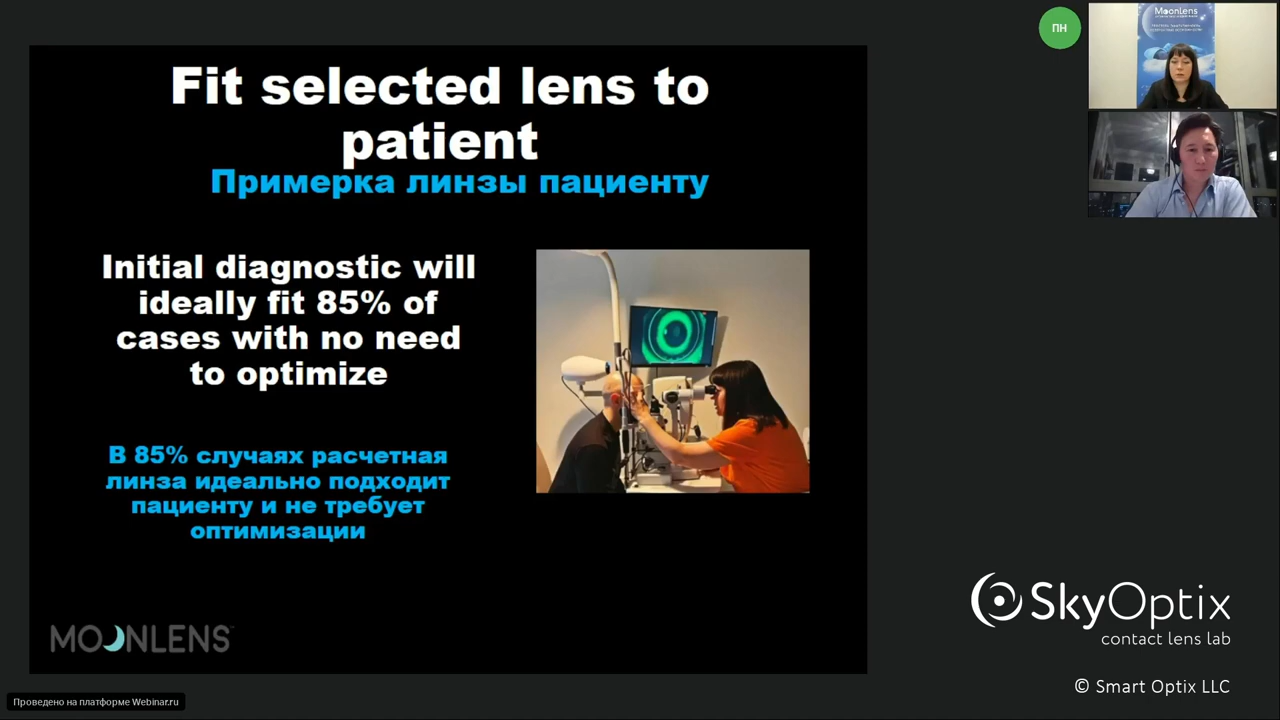 Fit selected lens to
patient
Примерка линзы пациенту
Initial diagnostic will
ideally fit 85% of
cases with no need
to optimize
В 85% случаях расчетная
линза идеально подходит
пациенту и не требует
оптимизации
MOONLENS
ПН
MoonLens
SkyOptix
contact lens lab
© Smart Optix LLC
Проведено на платформе Webinar.ru